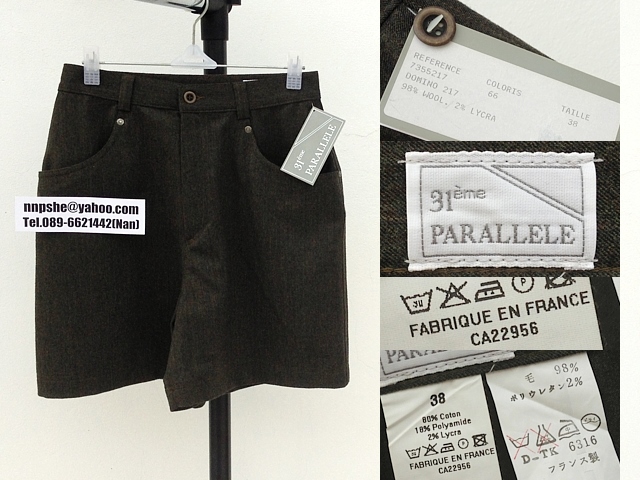 nnpshe@yahoo.com
Tel.089-6621442(Nan)
31ème
PARALLELE
REFERENCE
7355217
COLORIS
DOMINO 217
66
TAILLE
98% WOOL, 2% LYCRA
38
31ème
PARALLELE
FABRIQUE EN FRANCE
CA22956
38
80% Coton
18% Polyamide
2% Lycra
FABRIQUE EN FRANCE
CA22956
毛 98%
ポリウレタン2%
D-TK 6316
フランス製